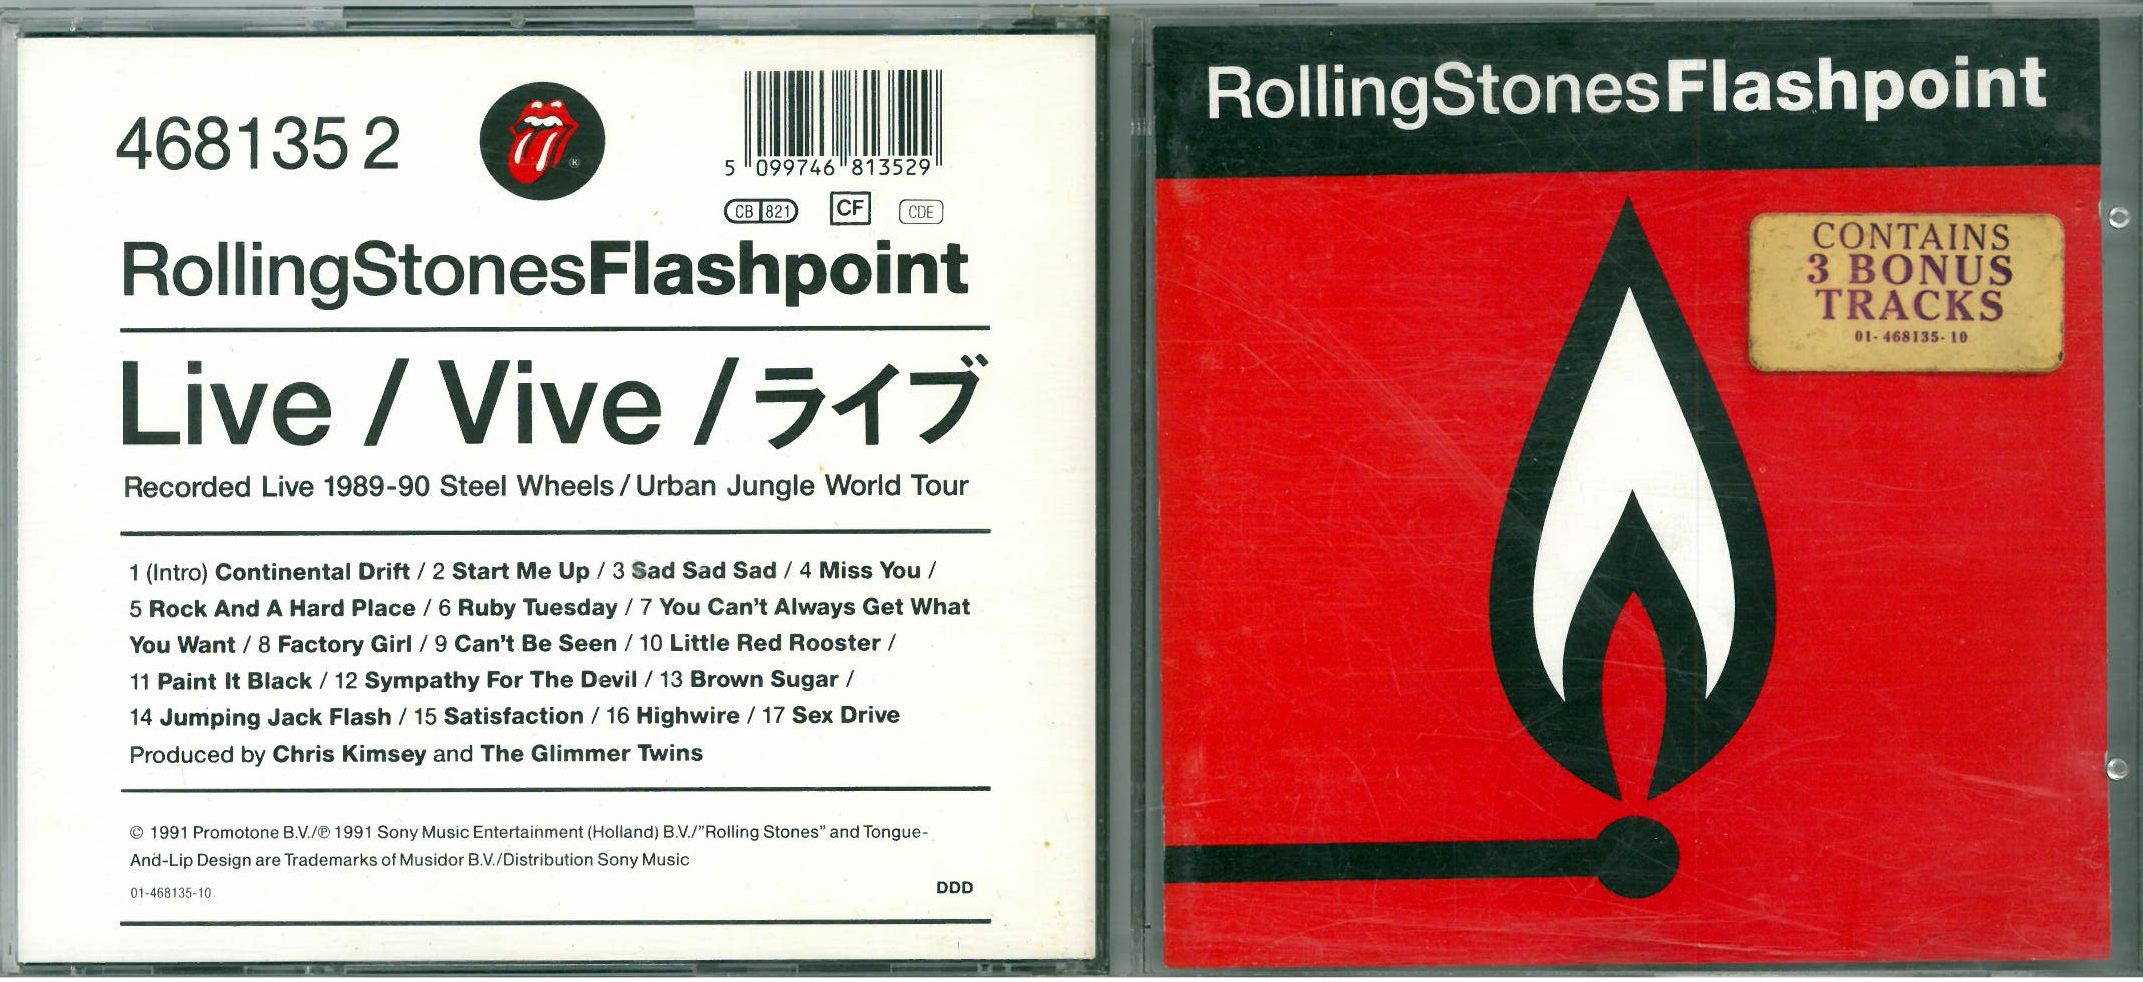 468135 2
®
5 099746 813529
CB 821
CF
CDE
RollingStonesFlashpoint
Live / Vive / ライブ
Recorded Live 1989-90 Steel Wheels / Urban Jungle World Tour
1 (Intro) Continental Drift / 2 Start Me Up / 3 Sad Sad Sad / 4 Miss You /
5 Rock And A Hard Place / 6 Ruby Tuesday / 7 You Can't Always Get What
You Want / 8 Factory Girl / 9 Can't Be Seen / 10 Little Red Rooster /
11 Paint It Black / 12 Sympathy For The Devil / 13 Brown Sugar /
14 Jumping Jack Flash / 15 Satisfaction / 16 Highwire / 17 Sex Drive
Produced by Chris Kimsey and The Glimmer Twins
© 1991 Promotone B.V./℗ 1991 Sony Music Entertainment (Holland) B.V./"Rolling Stones" and Tongue-
And-Lip Design are Trademarks of Musidor B.V./Distribution Sony Music
01-468135-10
DDD
RollingStonesFlashpoint
CONTAINS
3 BONUS
TRACKS
01-468135-10